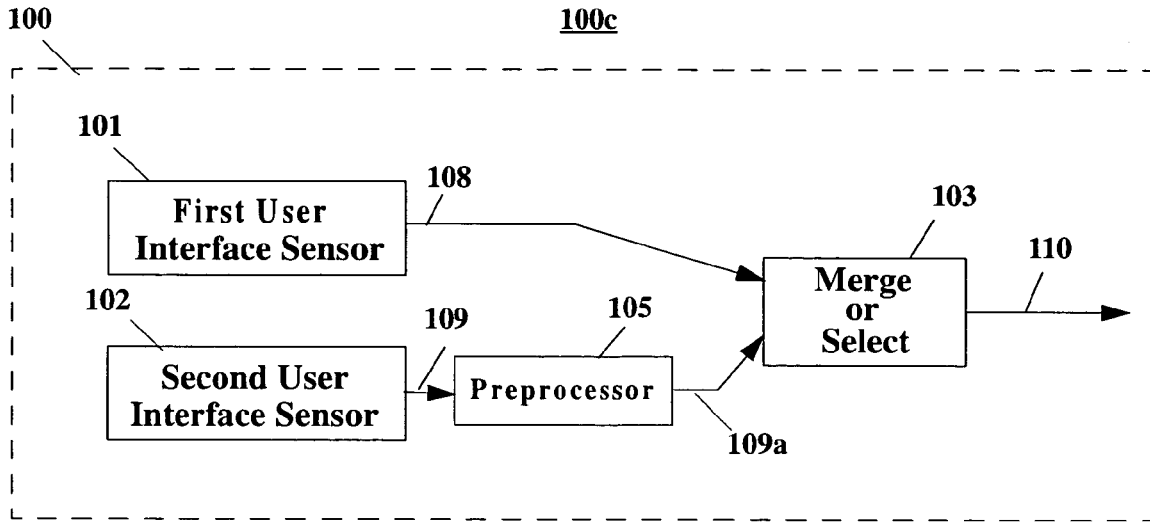 100
100c
101
First User
Interface Sensor
108
103
Merge
or
Select
110
102
Second User
Interface Sensor
109
105
Preprocessor
109a